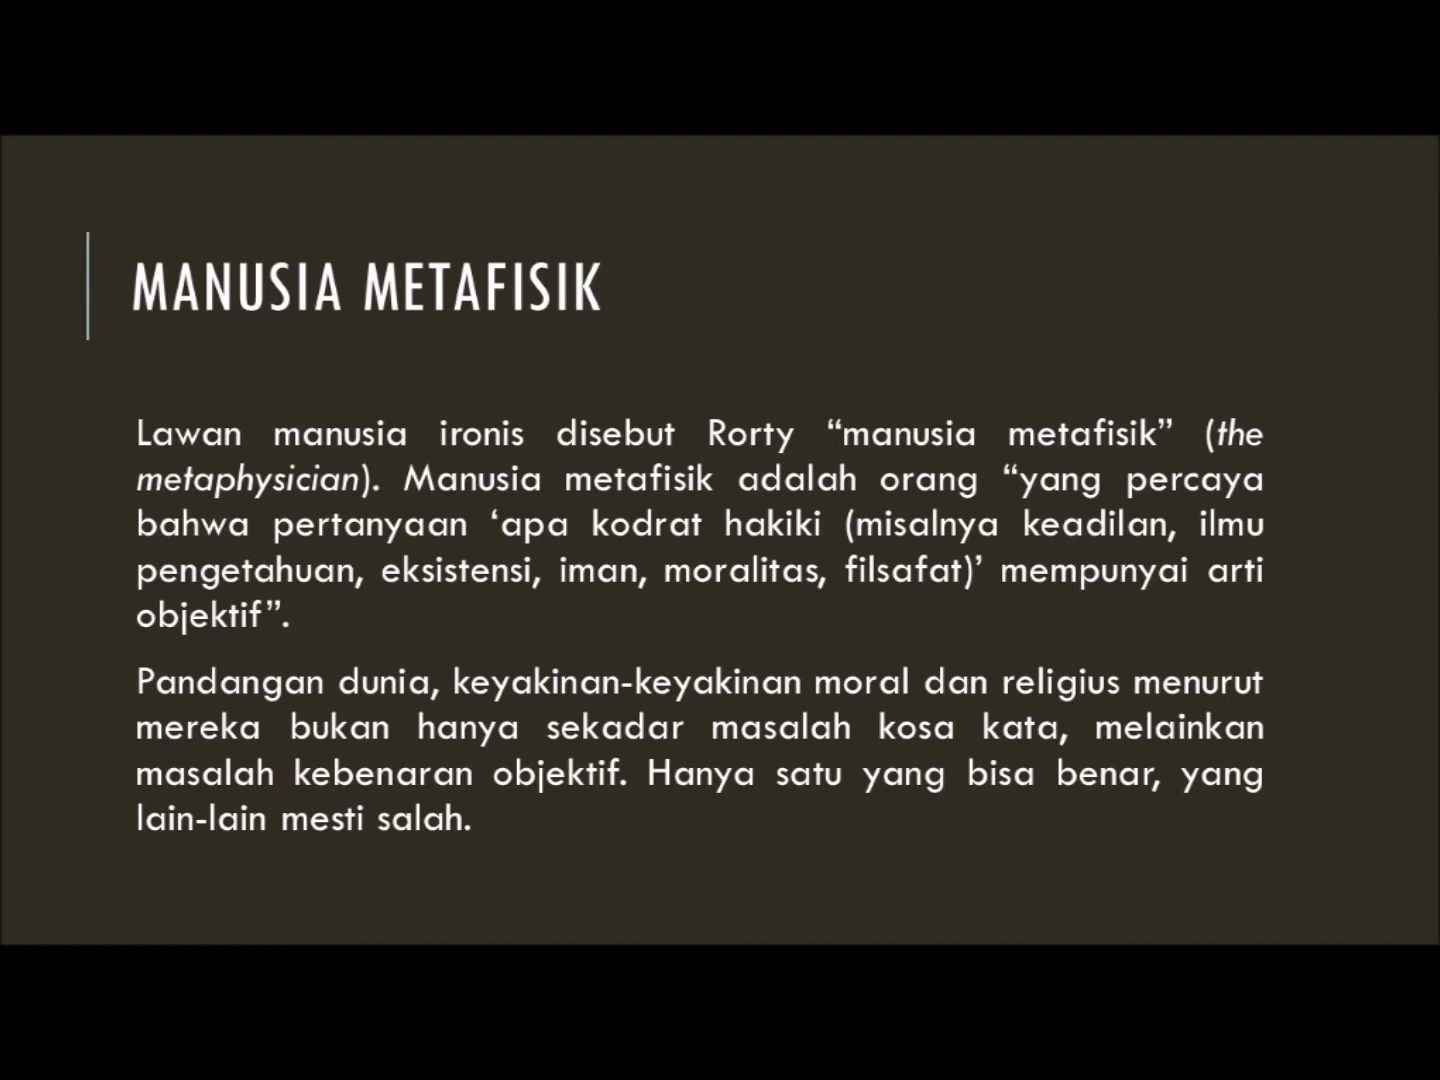 MANUSIA METAFISIK
Lawan manusia ironis disebut Rorty “manusia metafisik” (the
metaphysician). Manusia metafisik adalah orang “yang percaya
bahwa pertanyaan ‘apa kodrat hakiki (misalnya keadilan, ilmu
pengetahuan, eksistensi, iman, moralitas, filsafat)’ mempunyai arti
objektif”.
Pandangan dunia, keyakinan-keyakinan moral dan religius menurut
mereka bukan hanya sekadar masalah kosa kata, melainkan
masalah kebenaran objektif. Hanya satu yang bisa benar, yang
lain-lain mesti salah.